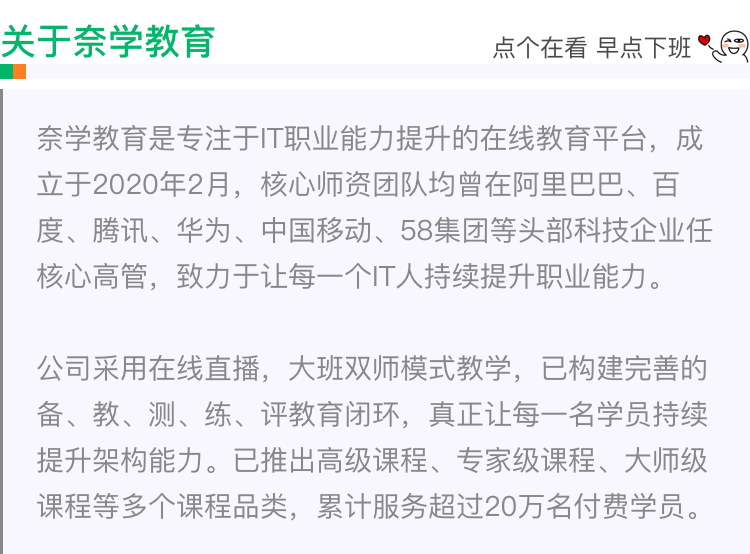 关于奈学教育
点个在看 早点下班
奈学教育是专注于IT职业能力提升的在线教育平台，成
立于2020年2月，核心师资团队均曾在阿里巴巴、百
度、腾讯、华为、中国移动、58集团等头部科技企业任
核心高管，致力于让每一个IT人持续提升职业能力。
公司采用在线直播，大班双师模式教学，已构建完善的
备、教、测、练、评教育闭环，真正让每一名学员持续
提升架构能力。已推出高级课程、专家级课程、大师级
课程等多个课程品类，累计服务超过20万名付费学员。